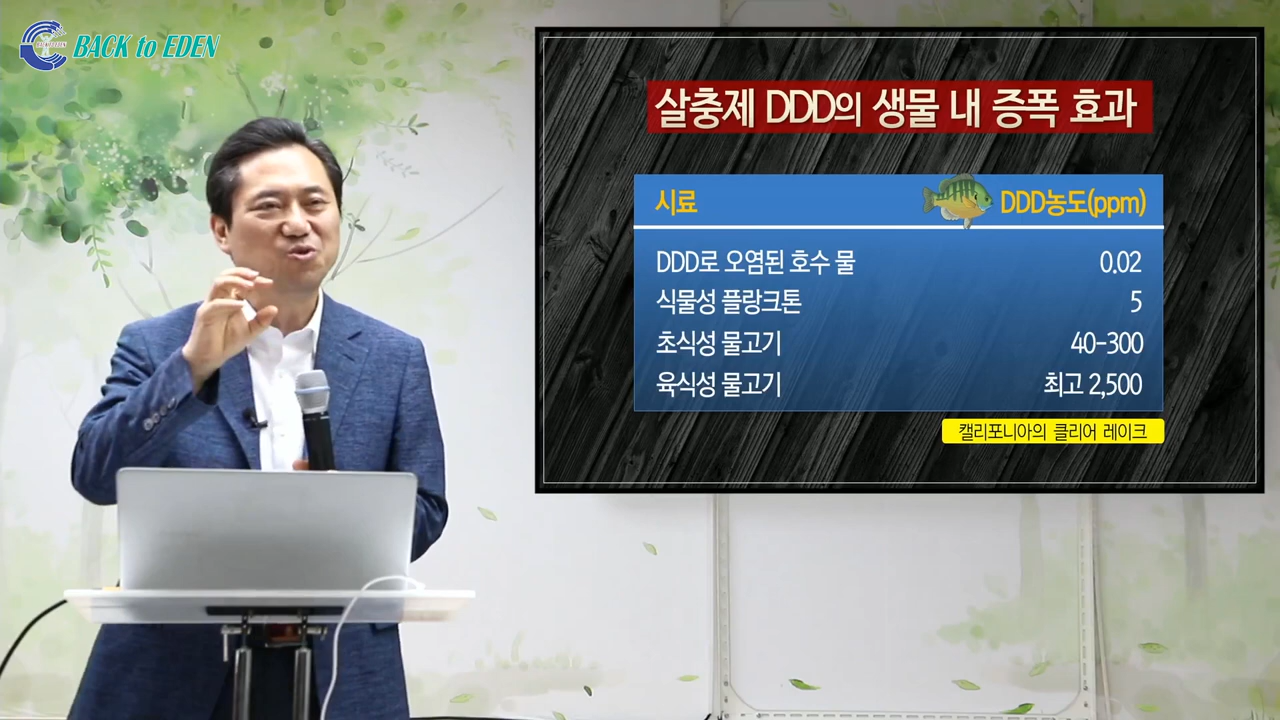 BACK to EDEN
살충제 DDD의 생물 내 증폭 효과
시료 DDD농도(ppm)
DDD로 오염된 호수 물 0.02
식물성 플랑크톤 5
초식성 물고기 40-300
육식성 물고기 최고 2,500
캘리포니아의 클리어 레이크